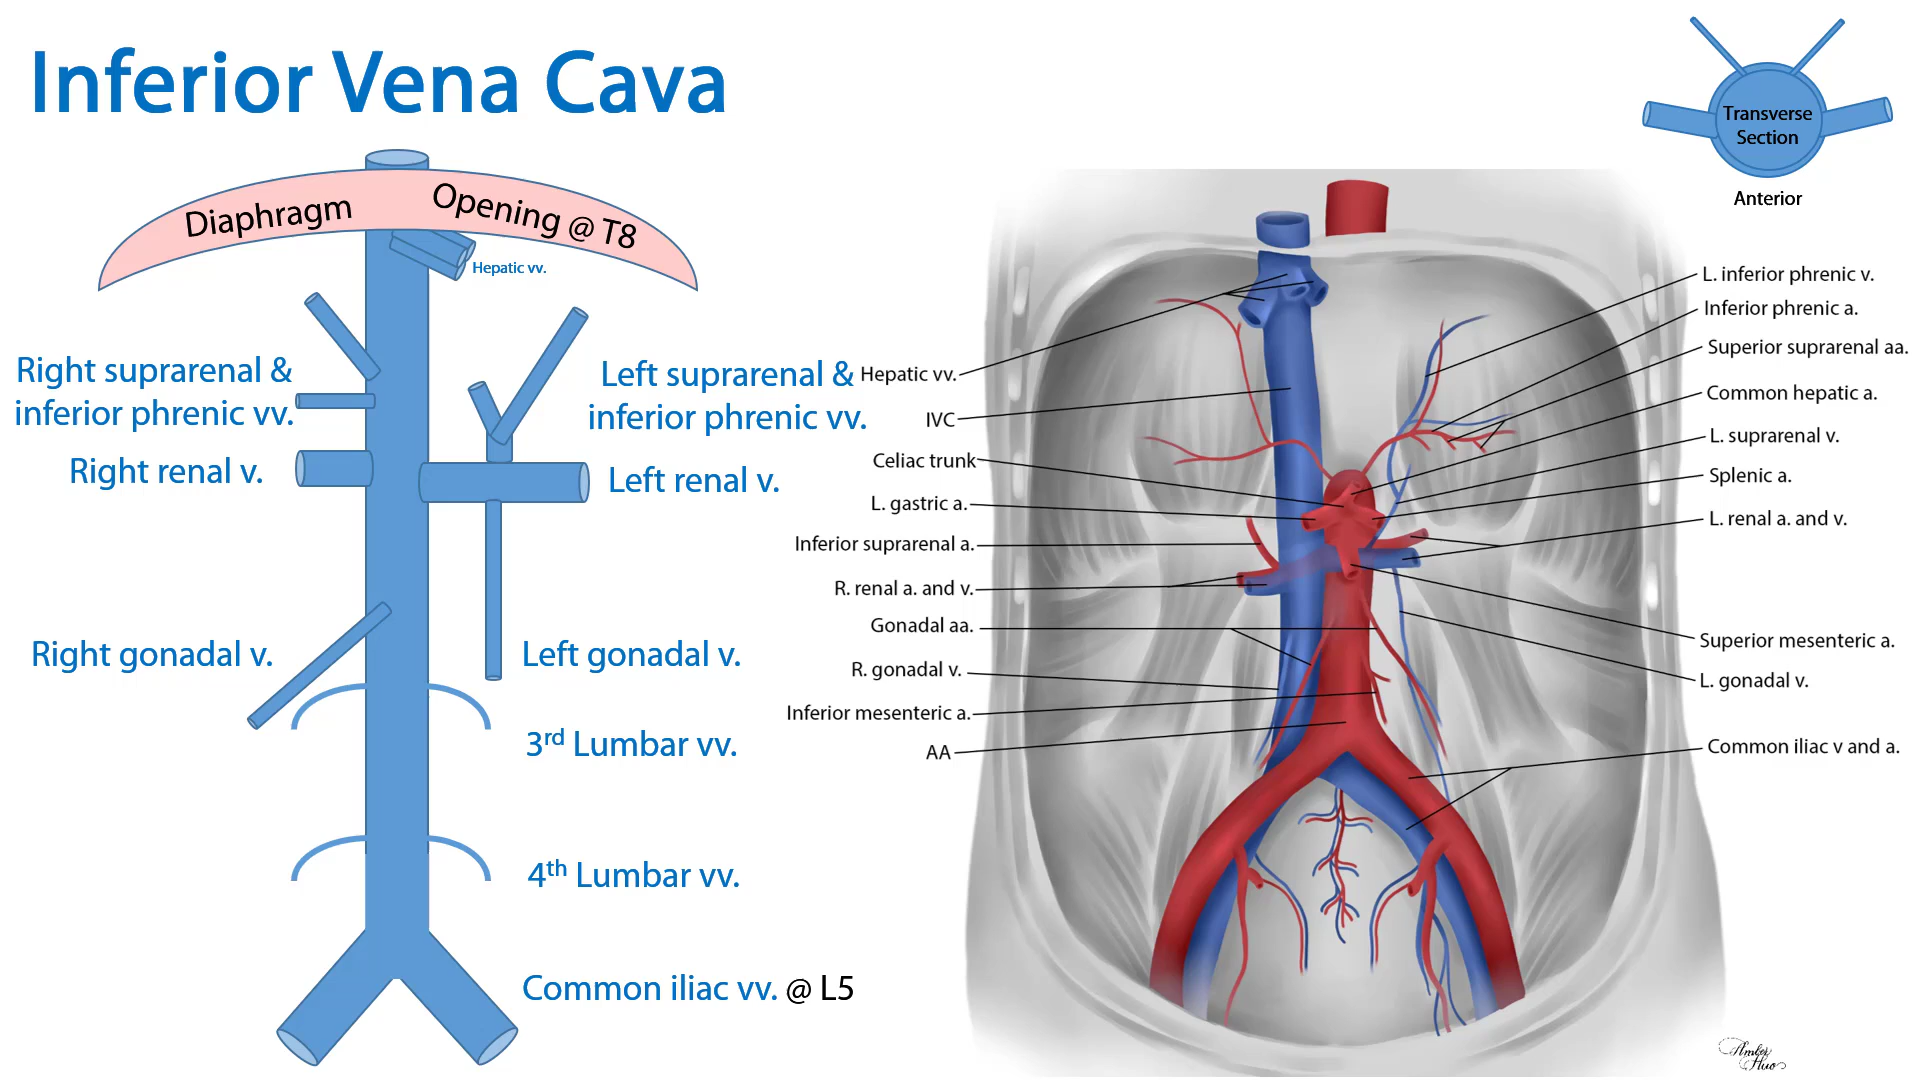 Inferior Vena Cava
Diaphragm
Opening @ T8
Hepatic vv.
Right suprarenal &
inferior phrenic vv.
Left suprarenal &
inferior phrenic vv.
Right renal v.
Left renal v.
Right gonadal v.
Left gonadal v.
3rd Lumbar vv.
4th Lumbar vv.
Common iliac vv. @ L5
Transverse
Section
Anterior
Hepatic vv.
IVC
Celiac trunk
L. gastric a.
Inferior suprarenal a.
R. renal a. and v.
Gonadal aa.
R. gonadal v.
Inferior mesenteric a.
AA
L. inferior phrenic v.
Inferior phrenic a.
Superior suprarenal aa.
Common hepatic a.
L. suprarenal v.
Splenic a.
L. renal a. and v.
Superior mesenteric a.
L. gonadal v.
Common iliac v and a.
Amber
Huo